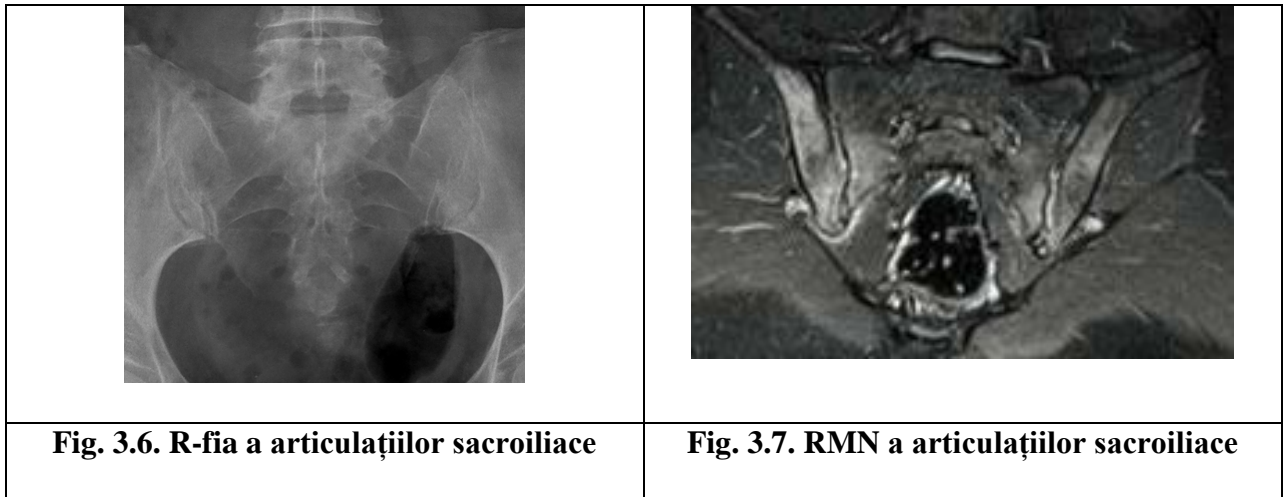 Fig. 3.6. R-fia a articulațiilor sacroiliace
Fig. 3.7. RMN a articulațiilor sacroiliace